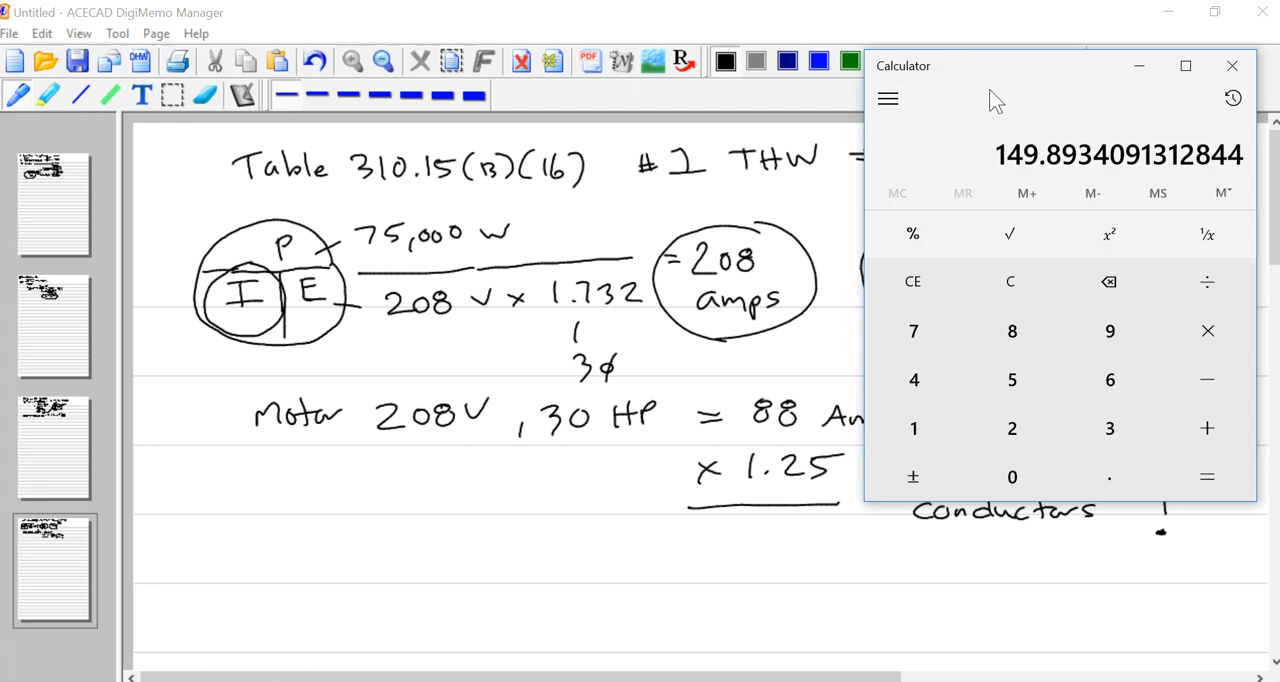 Untitled - ACECAD DigiMemo Manager
File Edit View Tool Page Help
Calculator
149.8934091312844
MC MR M+ M- MS M˅
% √ x² ¹/x
CE C ⌫ ÷
7 8 9 ×
4 5 6 −
1 2 3 +
± 0 . =
Table 310.15(B)(16) #1 THW =
P - 75,000 W
I E - 208 V x 1.732
= 208
amps
3φ
Motor 208V, 30 HP = 88 Am
x 1.25
conductors !